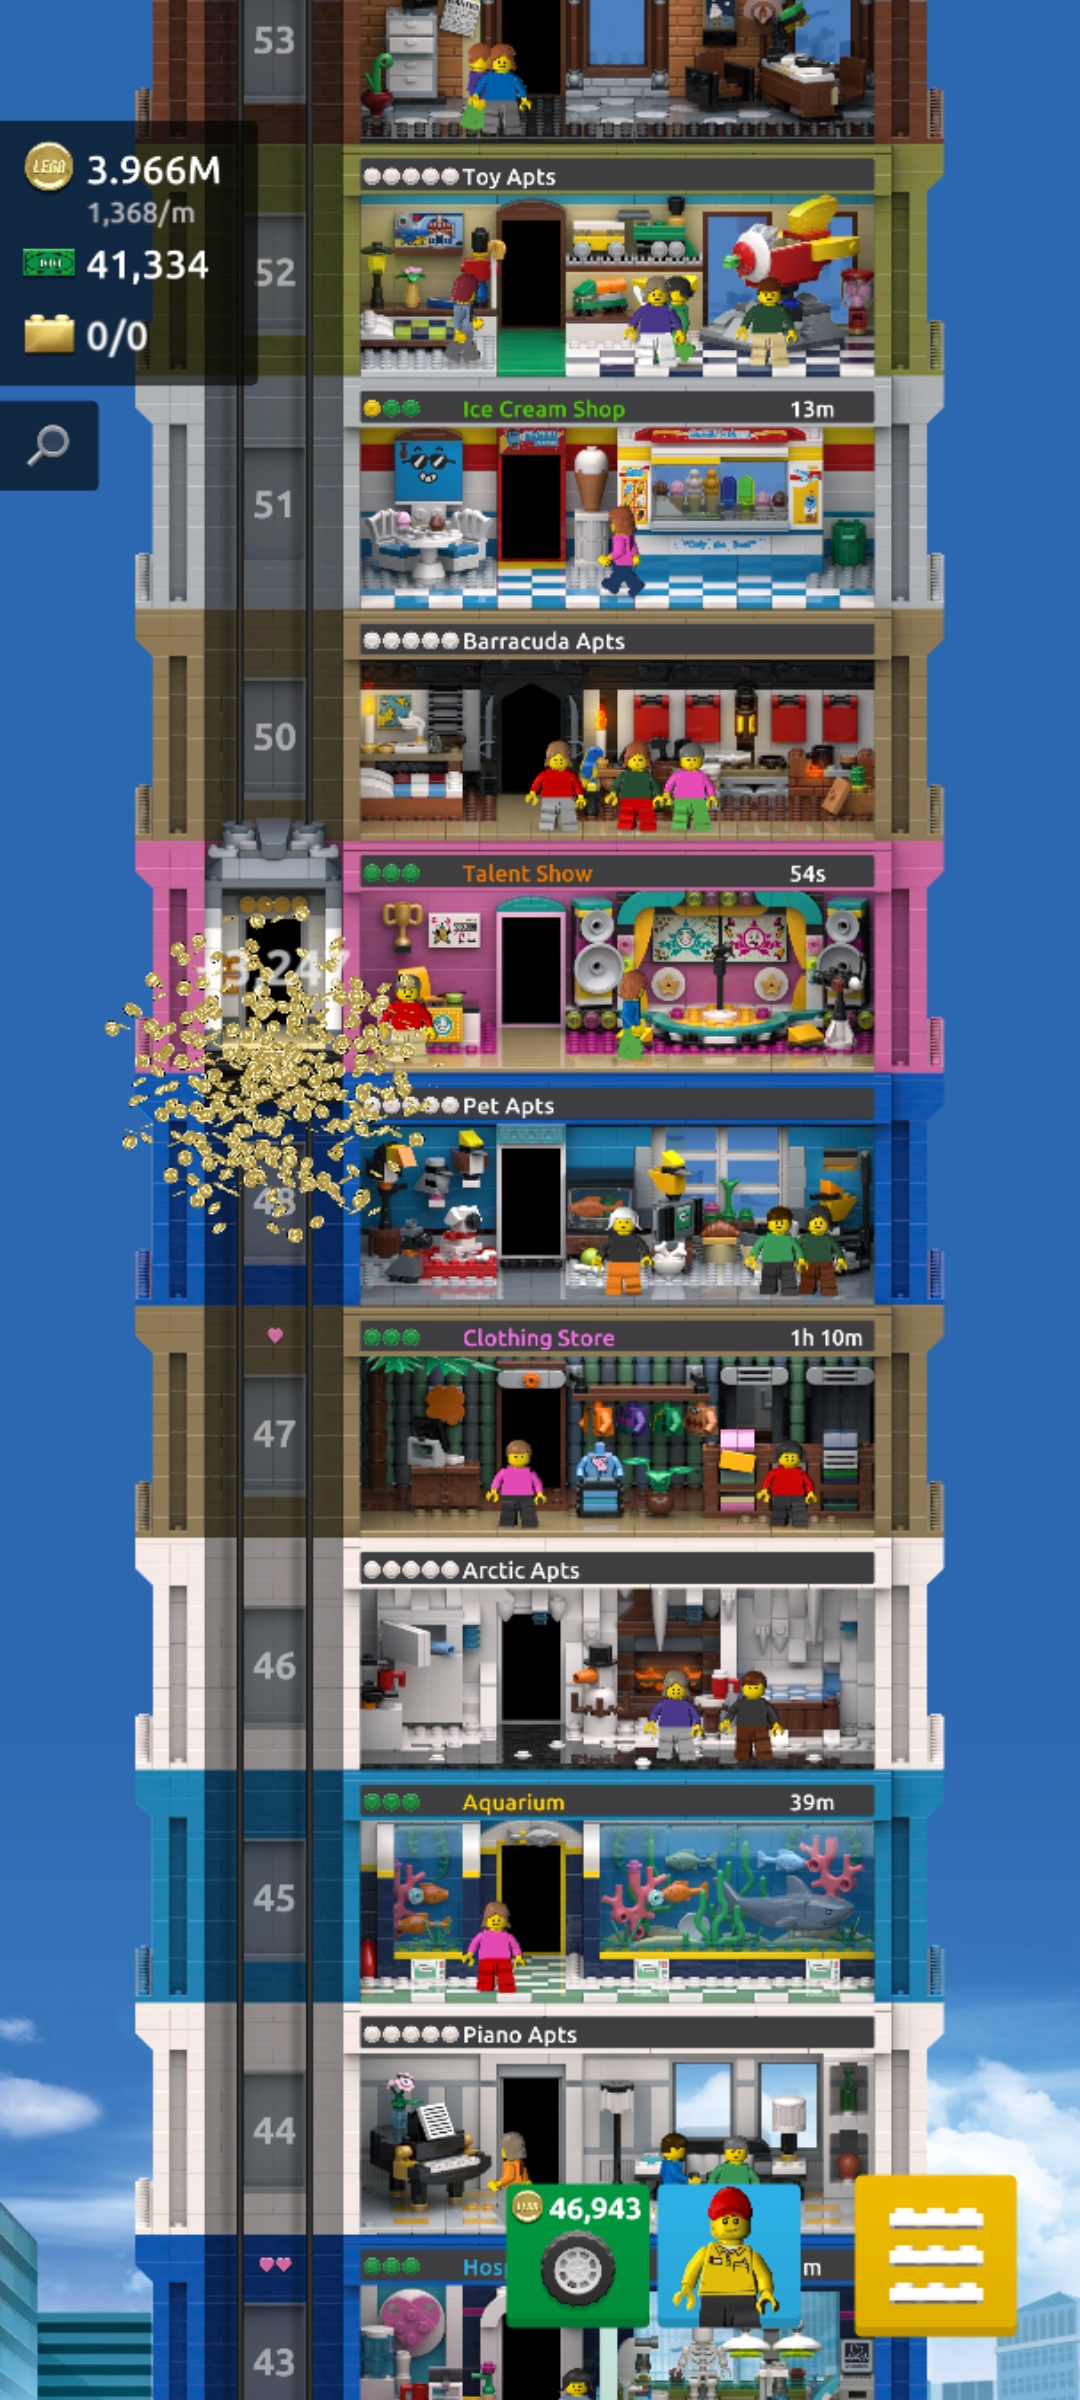 53
LEGO 3.966M
1,368/m
41,334
0/0
Toy Apts
52
Ice Cream Shop 13m
51
Barracuda Apts
50
Talent Show 54s
3,247
Pet Apts
48
Clothing Store 1h 10m
47
Arctic Apts
46
Aquarium 39m
45
Piano Apts
44
46,943
Hos
m
43